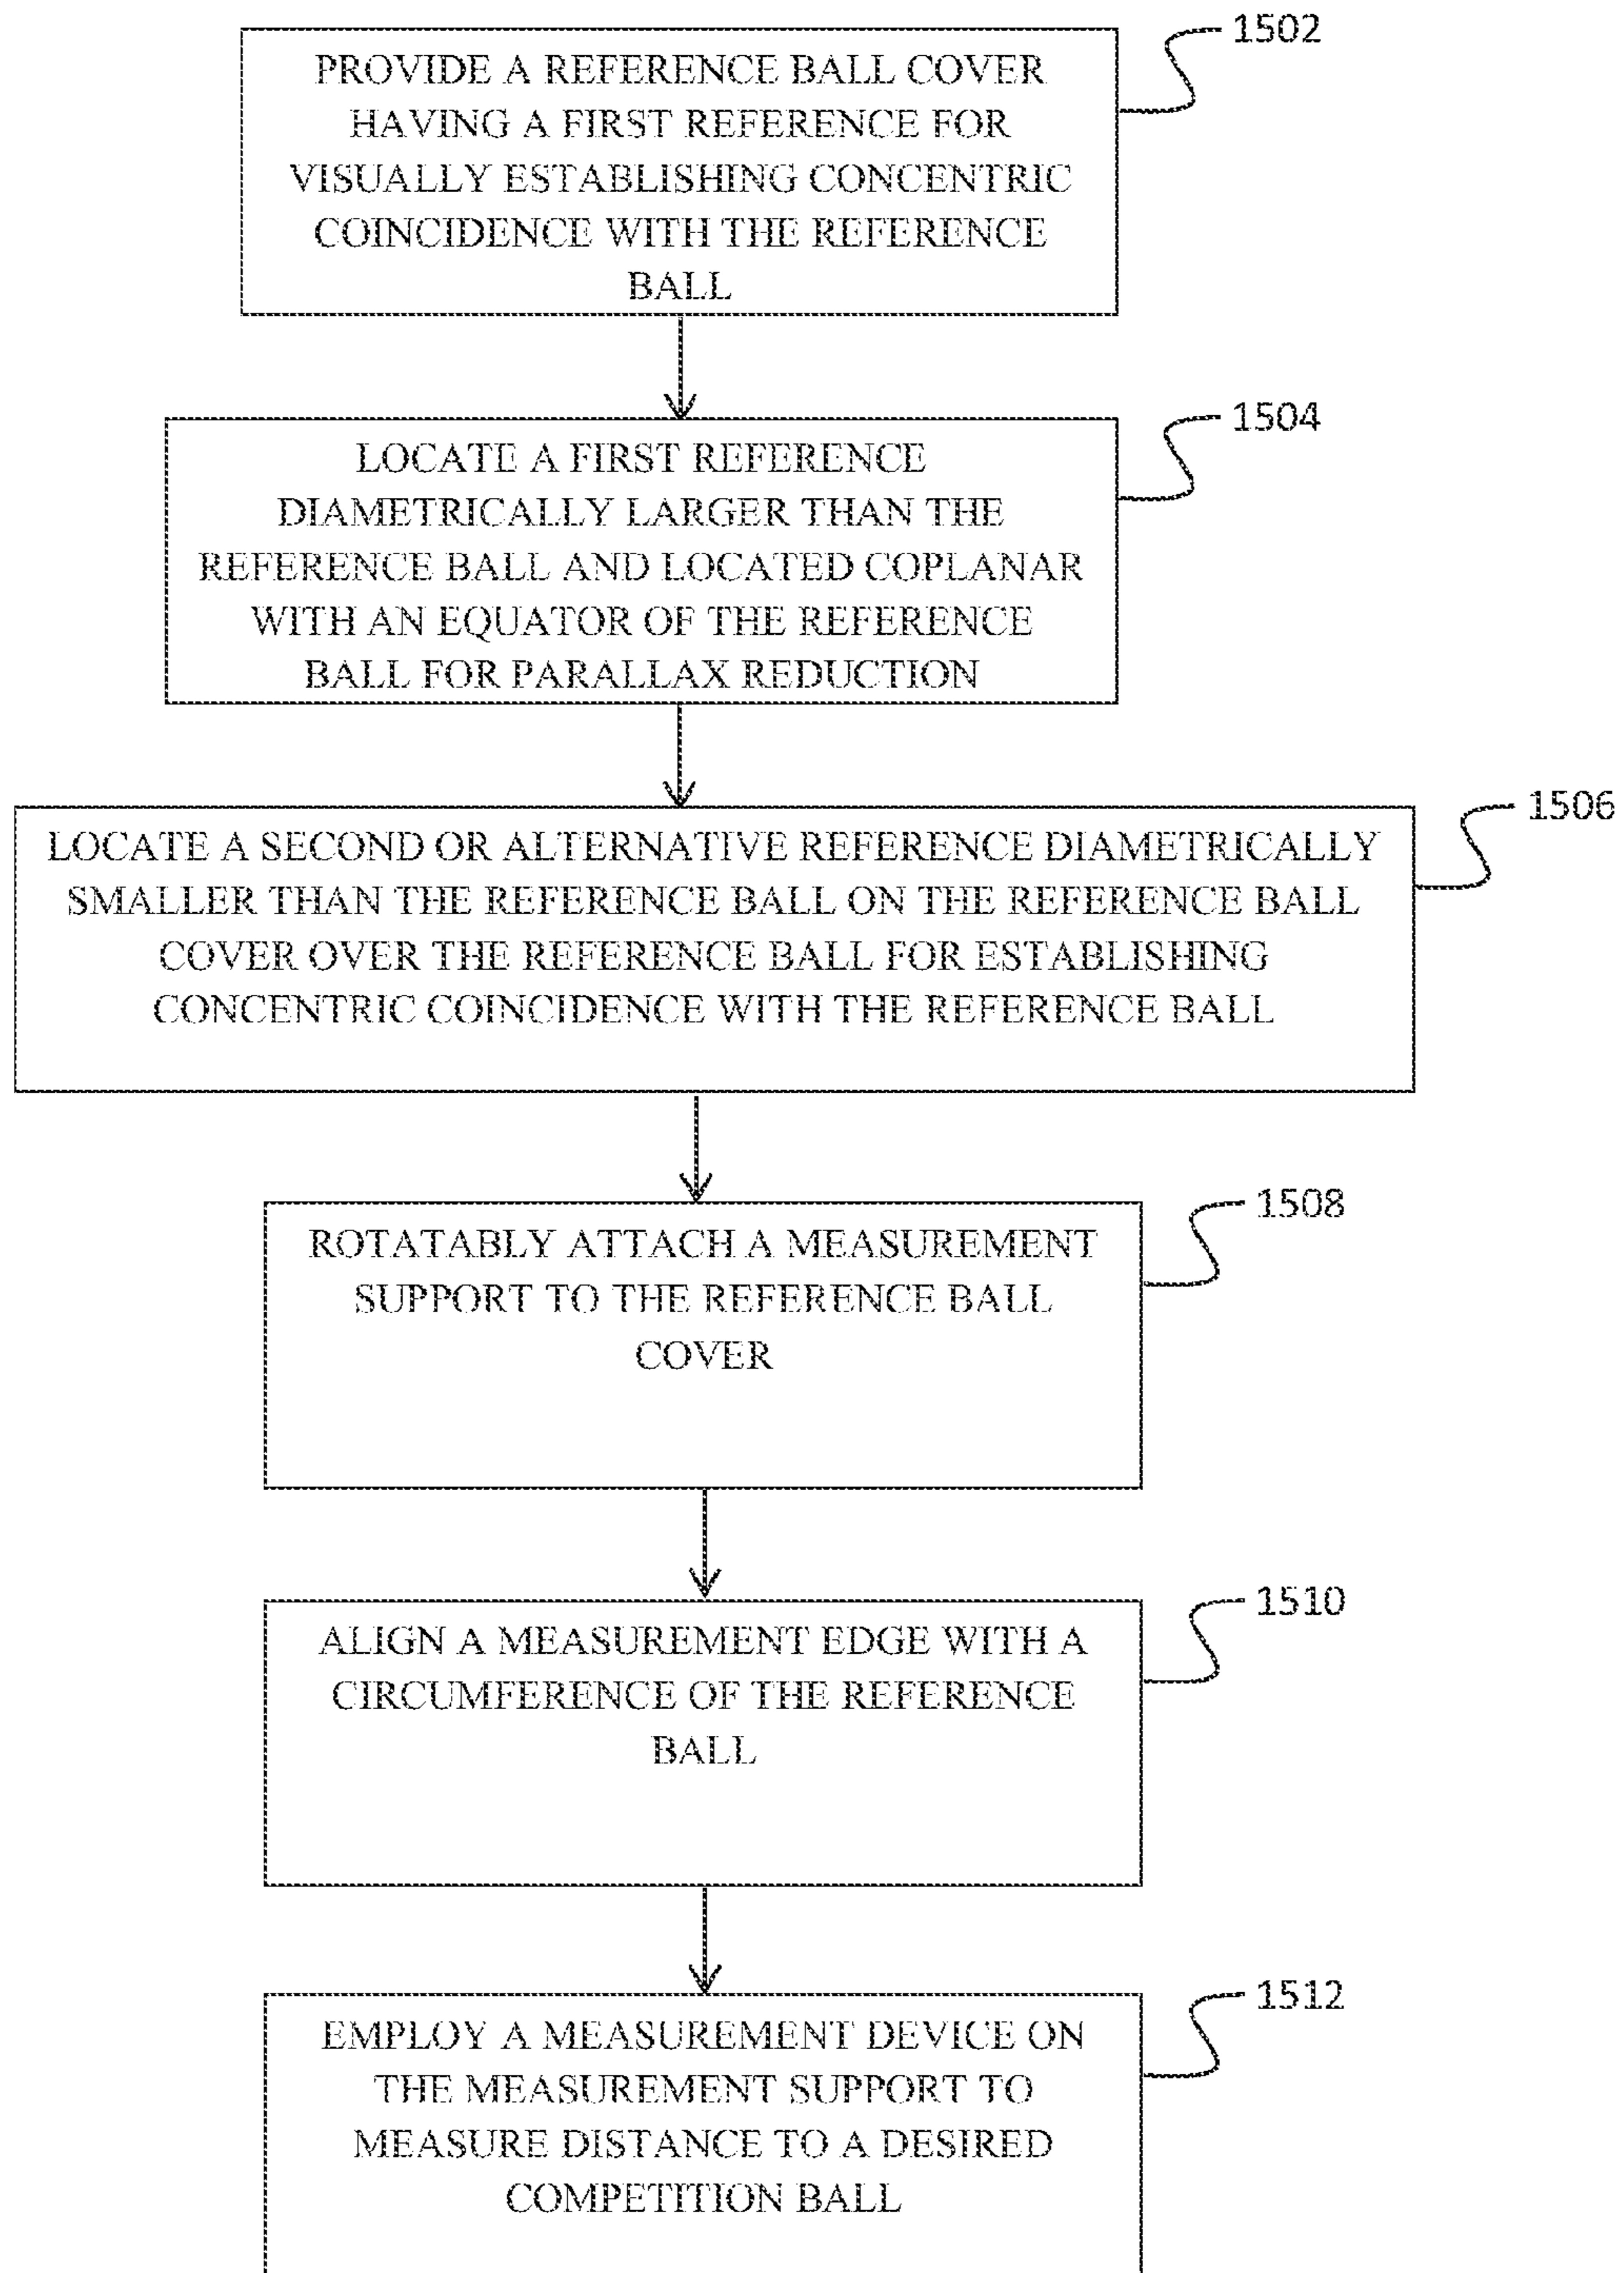 1502
PROVIDE A REFERENCE BALL COVER
HAVING A FIRST REFERENCE FOR
VISUALLY ESTABLISHING CONCENTRIC
COINCIDENCE WITH THE REFERENCE
BALL
1504
LOCATE A FIRST REFERENCE
DIAMETRICALLY LARGER THAN THE
REFERENCE BALL AND LOCATED COPLANAR
WITH AN EQUATOR OF THE REFERENCE
BALL FOR PARALLAX REDUCTION
1506
LOCATE A SECOND OR ALTERNATIVE REFERENCE DIAMETRICALLY
SMALLER THAN THE REFERENCE BALL ON THE REFERENCE BALL
COVER OVER THE REFERENCE BALL FOR ESTABLISHING
CONCENTRIC COINCIDENCE WITH THE REFERENCE BALL
1508
ROTATABLY ATTACH A MEASUREMENT
SUPPORT TO THE REFERENCE BALL
COVER
1510
ALIGN A MEASUREMENT EDGE WITH A
CIRCUMFERENCE OF THE REFERENCE
BALL
1512
EMPLOY A MEASUREMENT DEVICE ON
THE MEASUREMENT SUPPORT TO
MEASURE DISTANCE TO A DESIRED
COMPETITION BALL